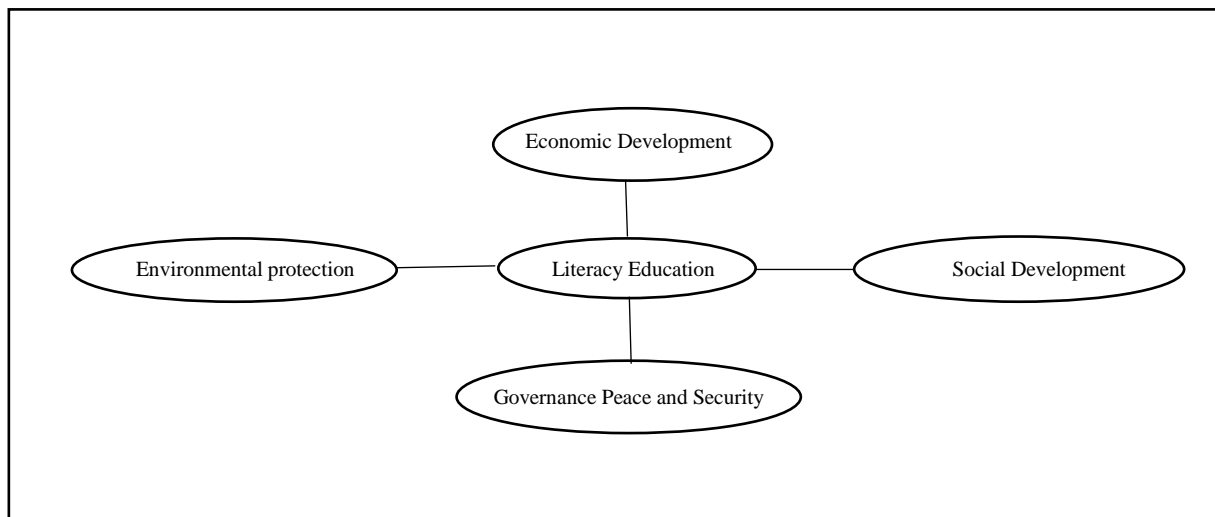 Economic Development
Environmental protection
Literacy Education
Social Development
Governance Peace and Security